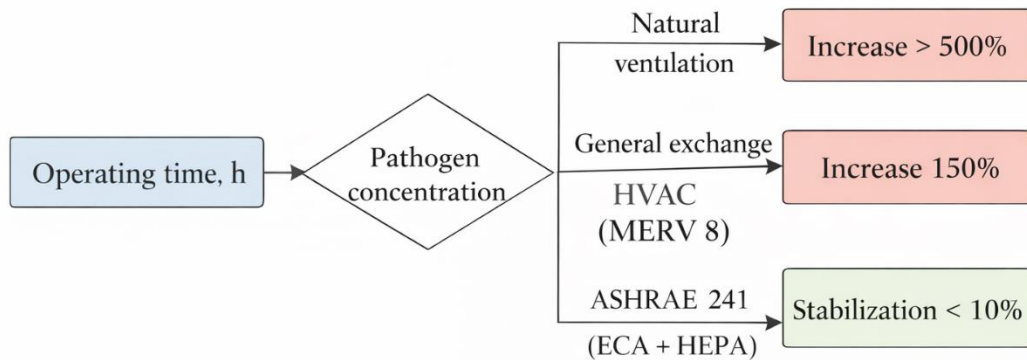 Operating time, h
Pathogen
concentration
Natural
ventilation
Increase > 500%
General exchange
HVAC
(MERV 8)
Increase 150%
ASHRAE 241
(ECA + HEPA)
Stabilization < 10%